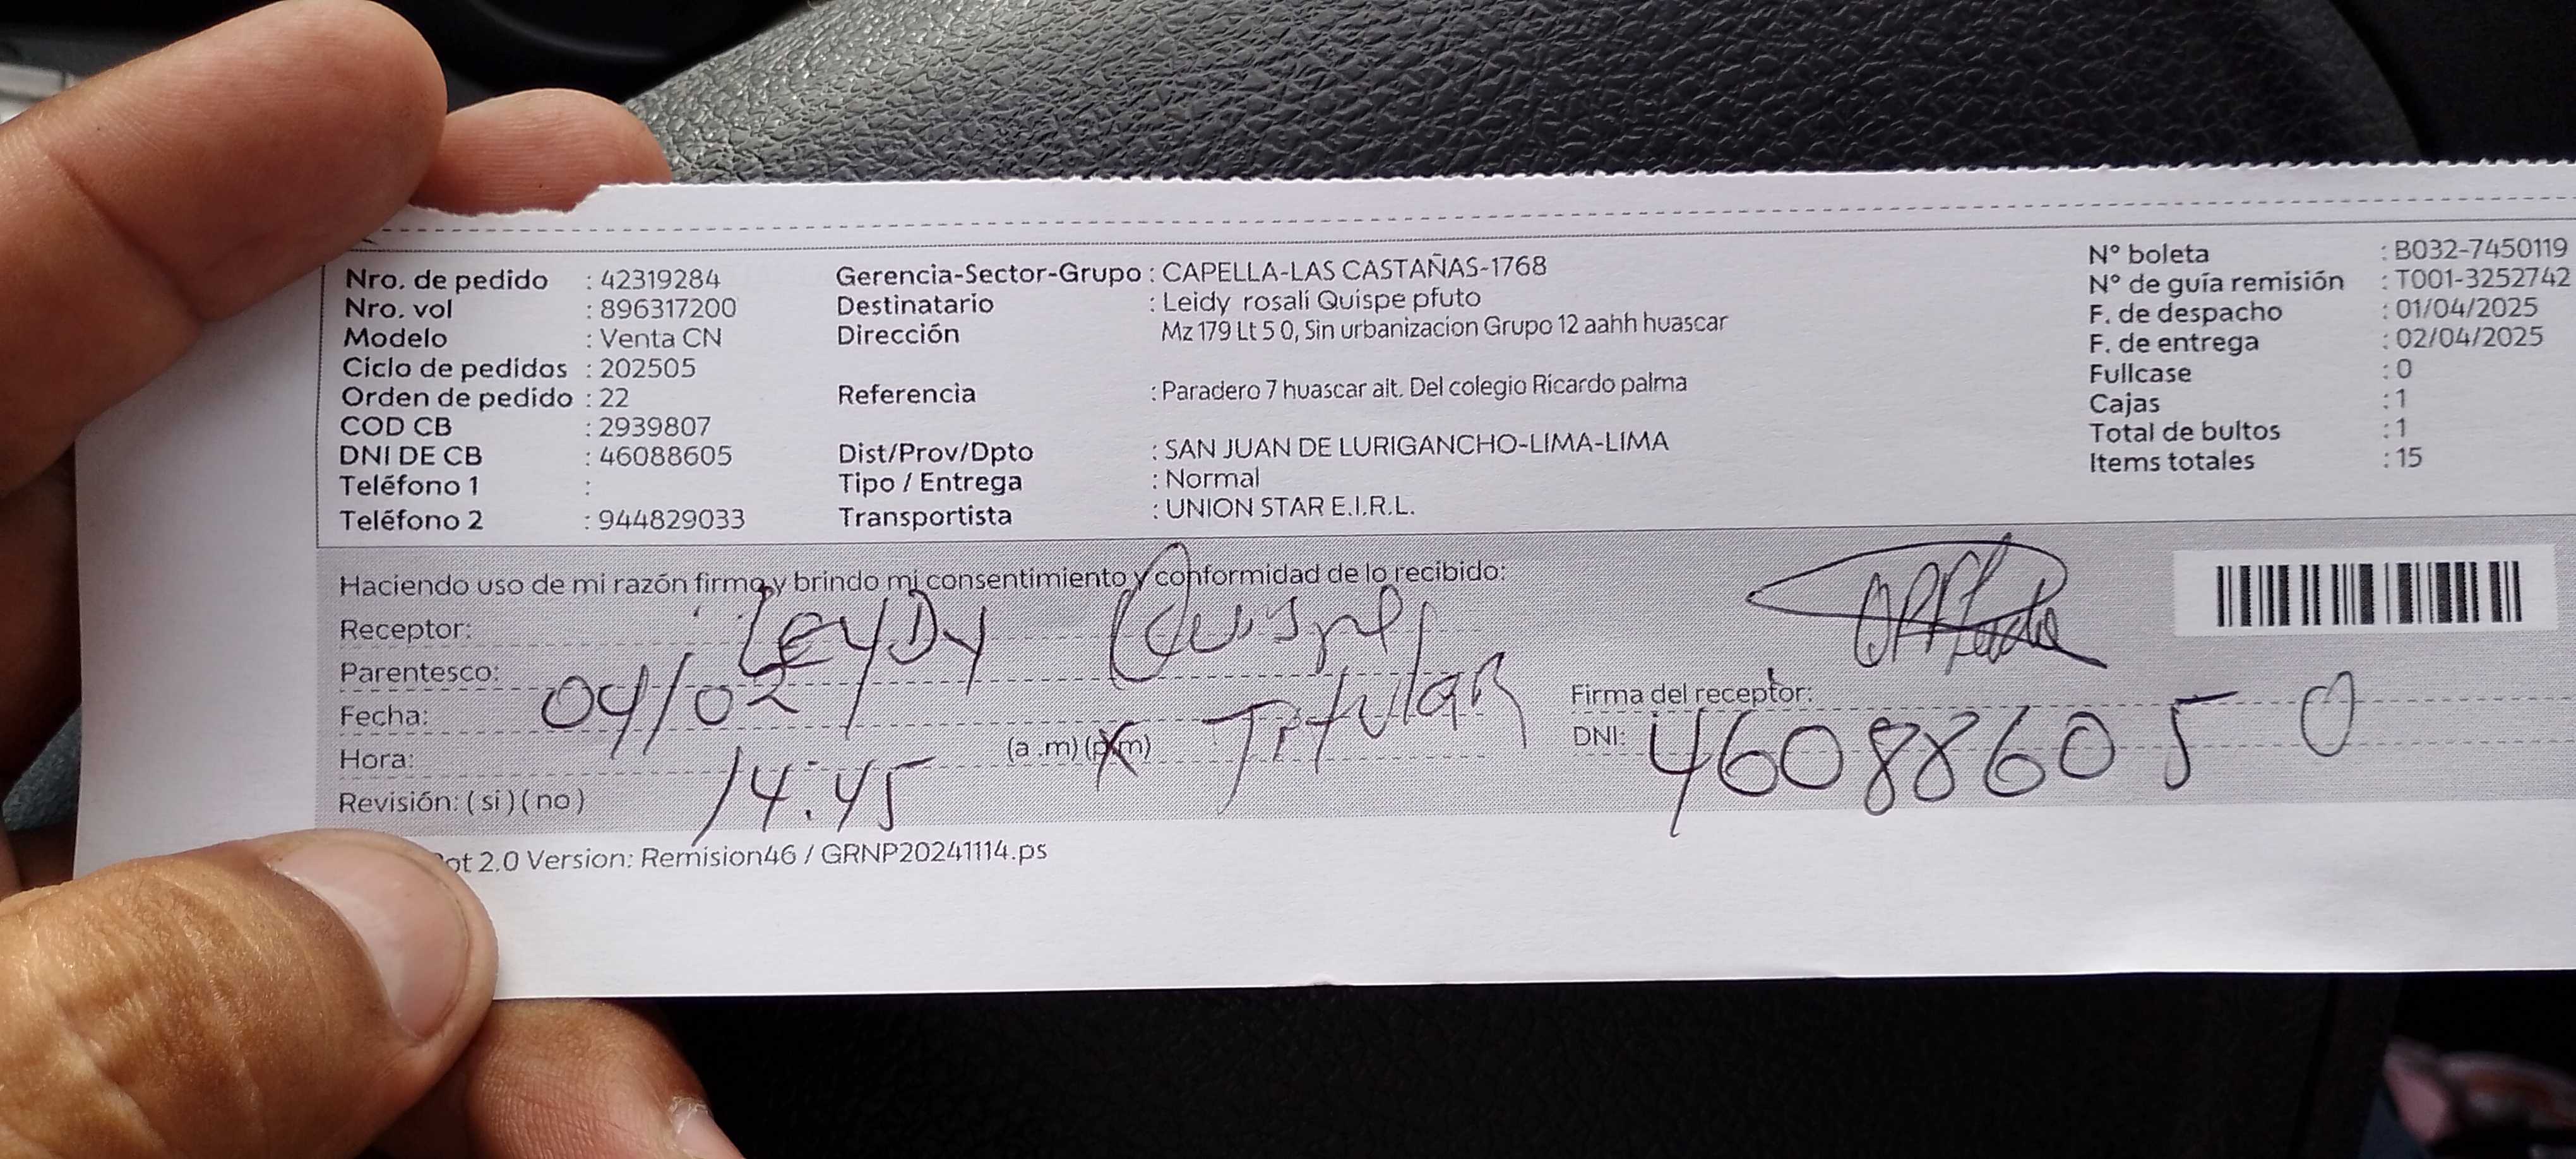 Nro. de pedido : 42319284
Nro. vol : 896317200
Modelo : Venta CN
Ciclo de pedidos : 202505
Orden de pedido : 22
COD CB : 2939807
DNI DE CB : 46088605
Teléfono 1 :
Teléfono 2 : 944829033
Gerencia-Sector-Grupo : CAPELLA-LAS CASTAÑAS-1768
Destinatario : Leidy rosali Quispe pfuto
Dirección Mz 179 Lt 5 0, Sin urbanizacion Grupo 12 aahh huascar
Referencia : Paradero 7 huascar alt. Del colegio Ricardo palma
Dist/Prov/Dpto : SAN JUAN DE LURIGANCHO-LIMA-LIMA
Tipo / Entrega : Normal
Transportista : UNION STAR E.I.R.L.
N° boleta : B032-7450119
N° de guía remisión : T001-3252742
F. de despacho : 01/04/2025
F. de entrega : 02/04/2025
Fullcase : 0
Cajas : 1
Total de bultos : 1
Items totales : 15
Haciendo uso de mi razón firmo y brindo mi consentimiento y conformidad de lo recibido:
Receptor: Leydy Quispe
Parentesco: Titular
Fecha: 04/02/
Hora: 14:45 (a.m) (p.m)
Revisión: (si) (no)
Firma del receptor:
DNI: 46088605 0
ot 2.0 Version: Remision46 / GRNP20241114.ps